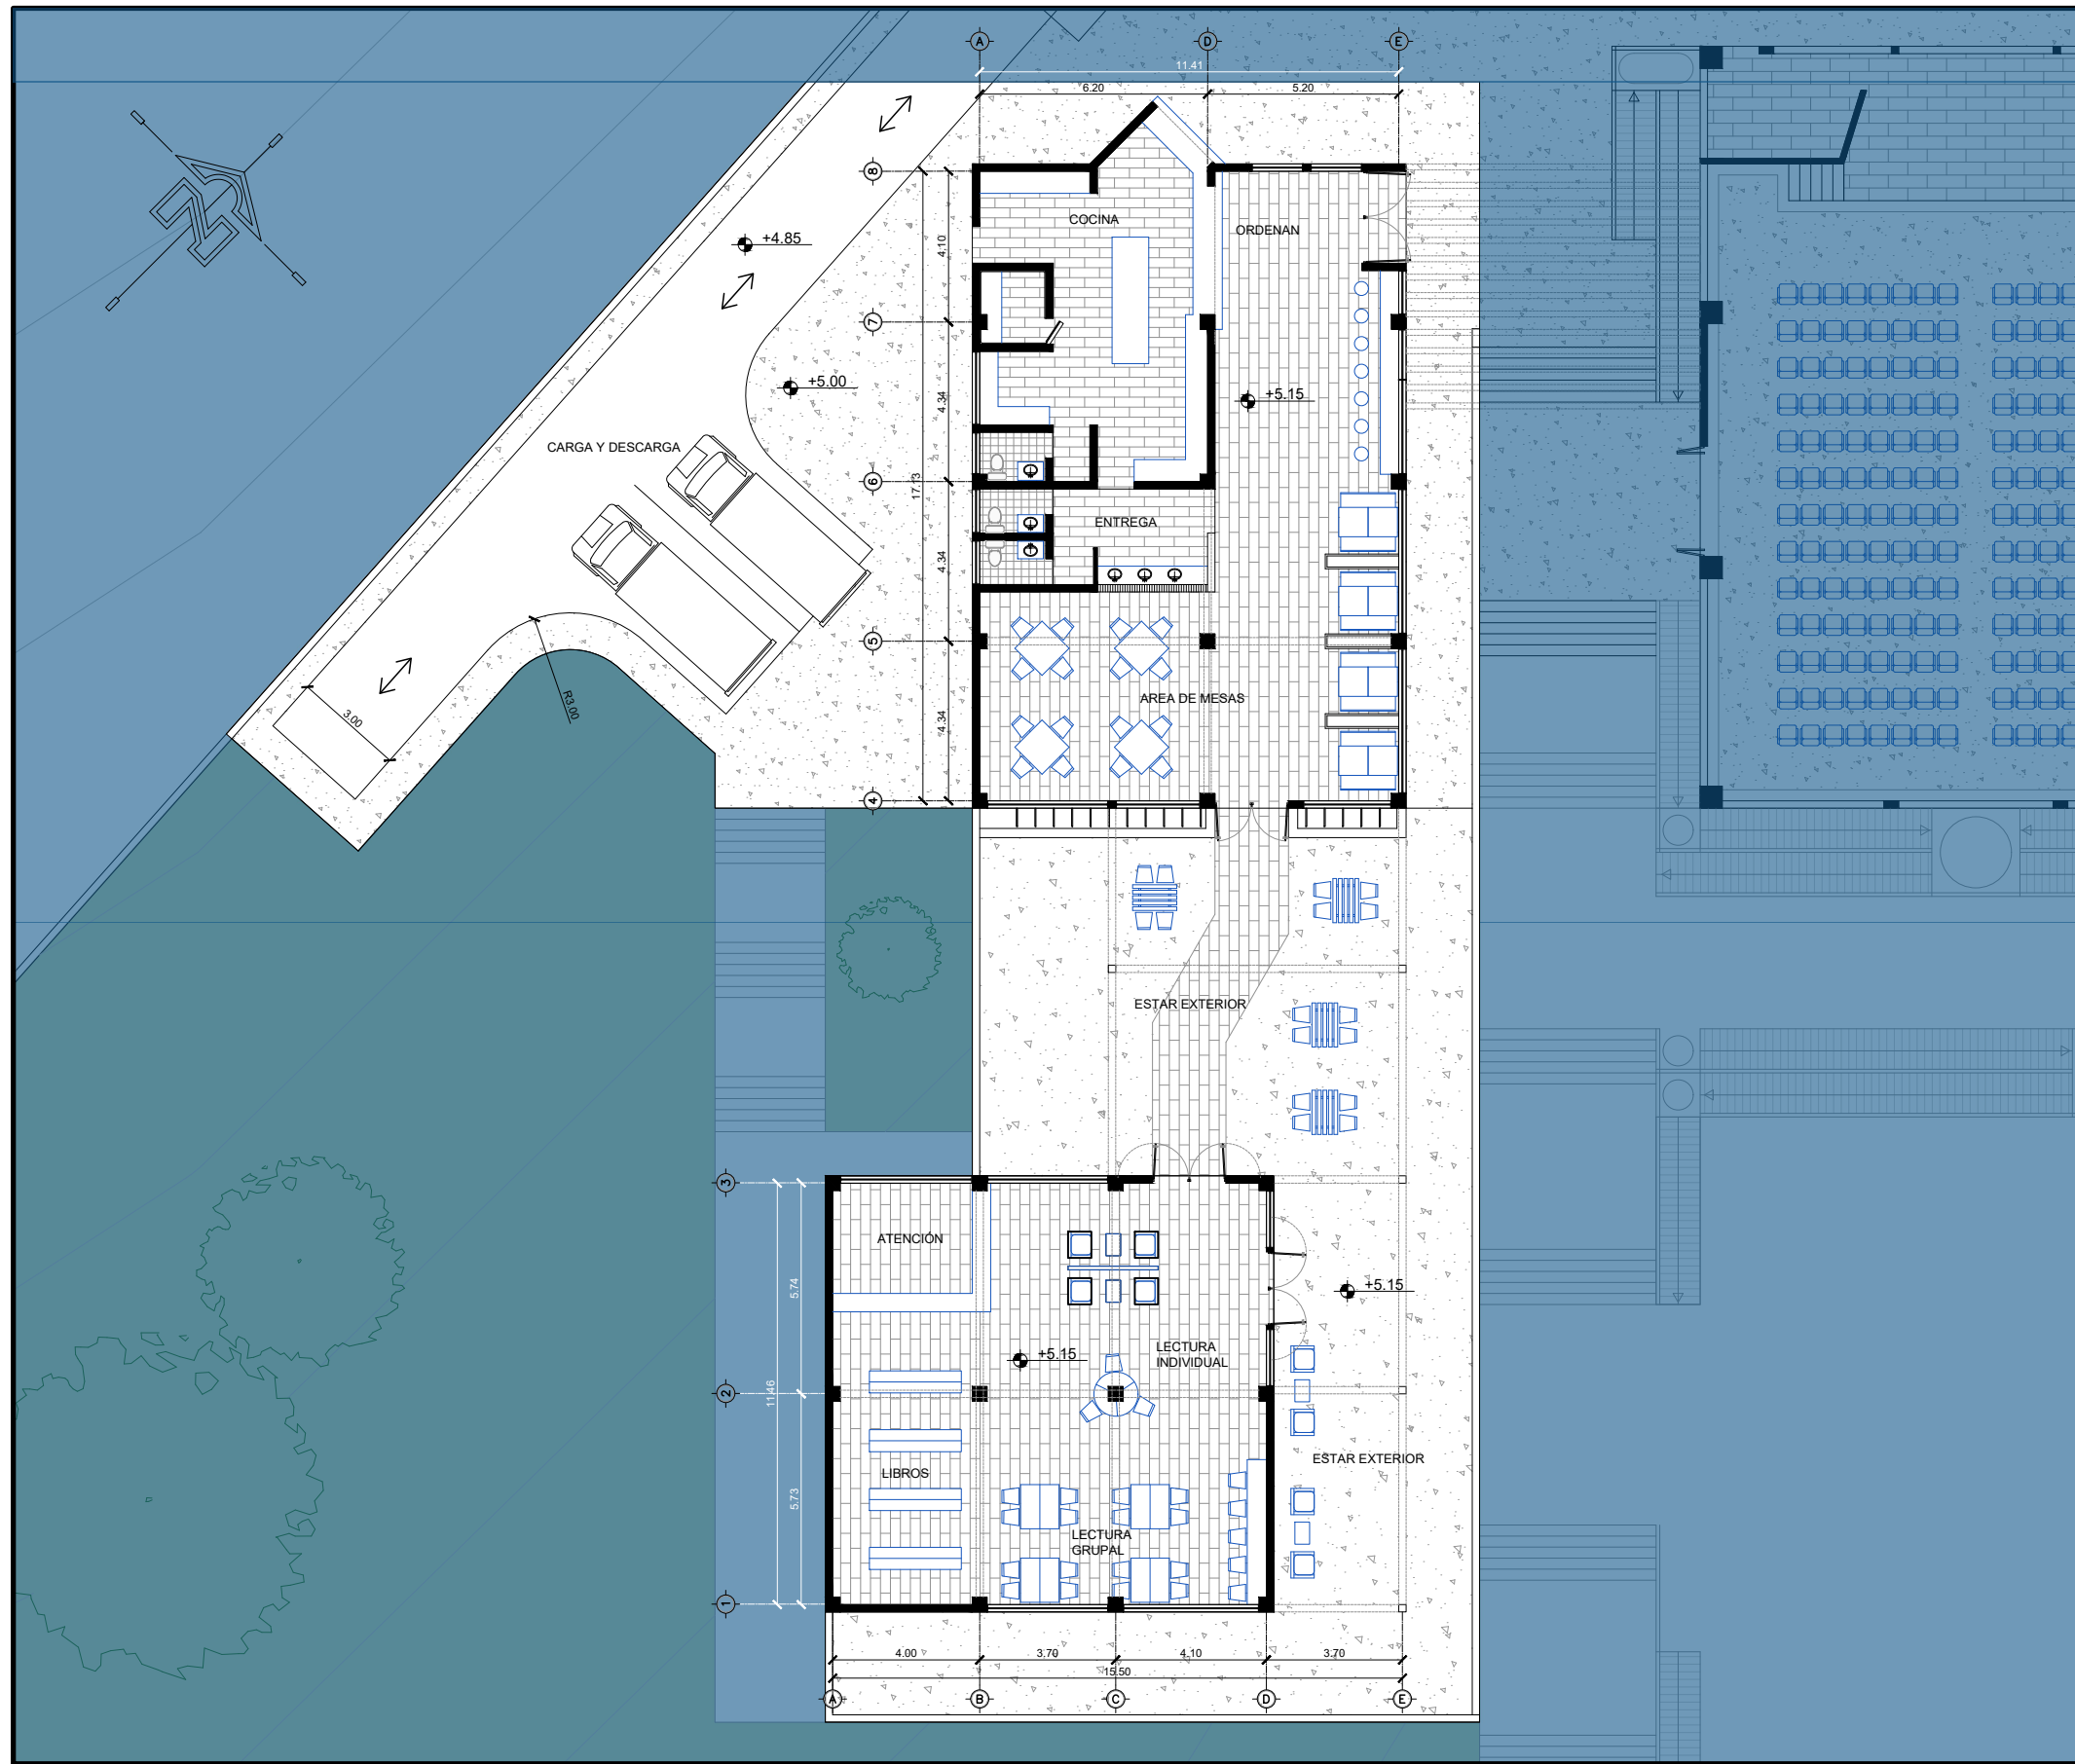 A
D
E
11.41
6.20
5.20
8
COCINA
ORDENAN
+4.85
4.10
7
+5.00
+5.15
4.34
CARGA Y DESCARGA
6
17.13
ENTREGA
4.34
5
AREA DE MESAS
R3.00
3.00
4.34
4
ESTAR EXTERIOR
3
ATENCIÓN
5.74
+5.15
+5.15
LECTURA
INDIVIDUAL
2
11.46
ESTAR EXTERIOR
LIBROS
5.73
LECTURA
GRUPAL
1
4.00
3.70
4.10
3.70
15.50
A
B
C
D
E
N